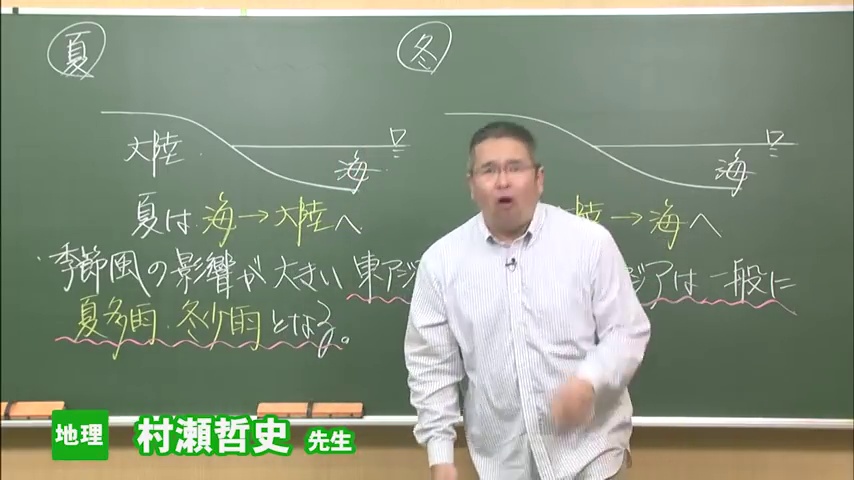 夏
冬
大陸
海
海
夏は 海→大陸へ
陸→海へ
季節風の影響が大きい 東アジ
ジアは一般に
夏多雨・冬少雨となる。
地理 村瀬哲史 先生